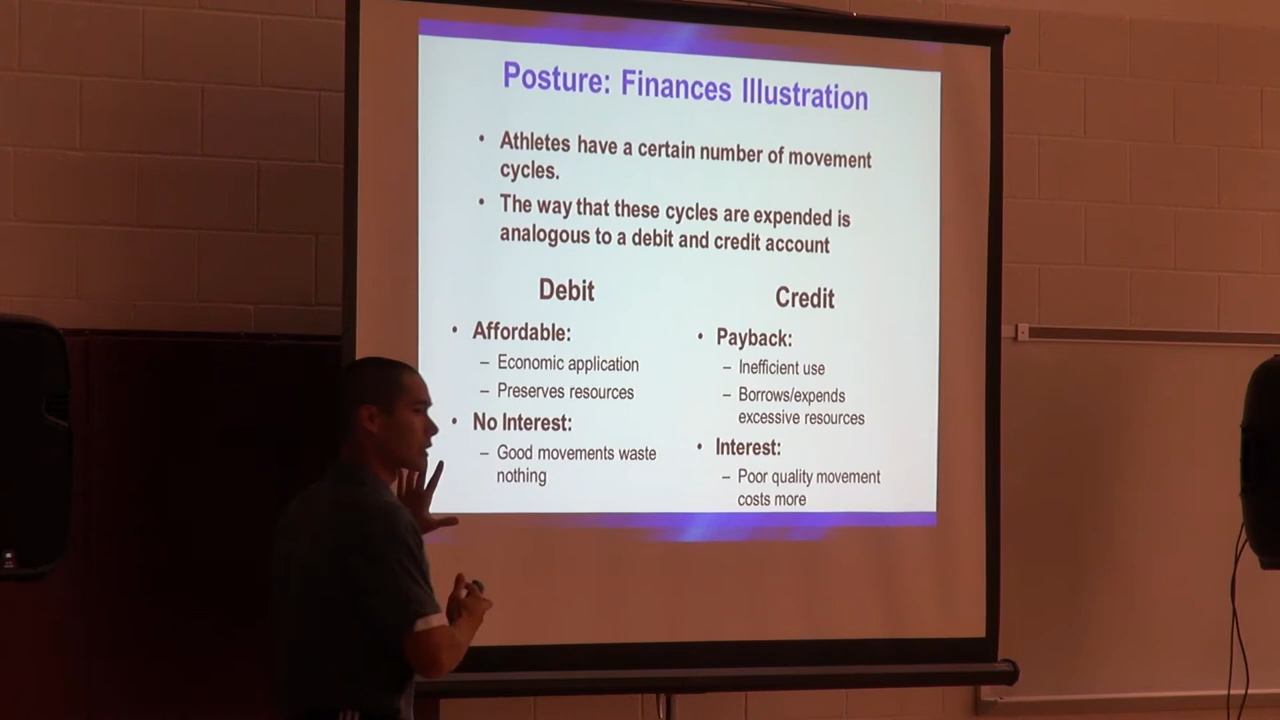 Posture: Finances Illustration
• Athletes have a certain number of movement
cycles.
• The way that these cycles are expended is
analogous to a debit and credit account
Debit
• Affordable:
– Economic application
– Preserves resources
• No Interest:
– Good movements waste
nothing
Credit
• Payback:
– Inefficient use
– Borrows/expends
excessive resources
• Interest:
– Poor quality movement
costs more